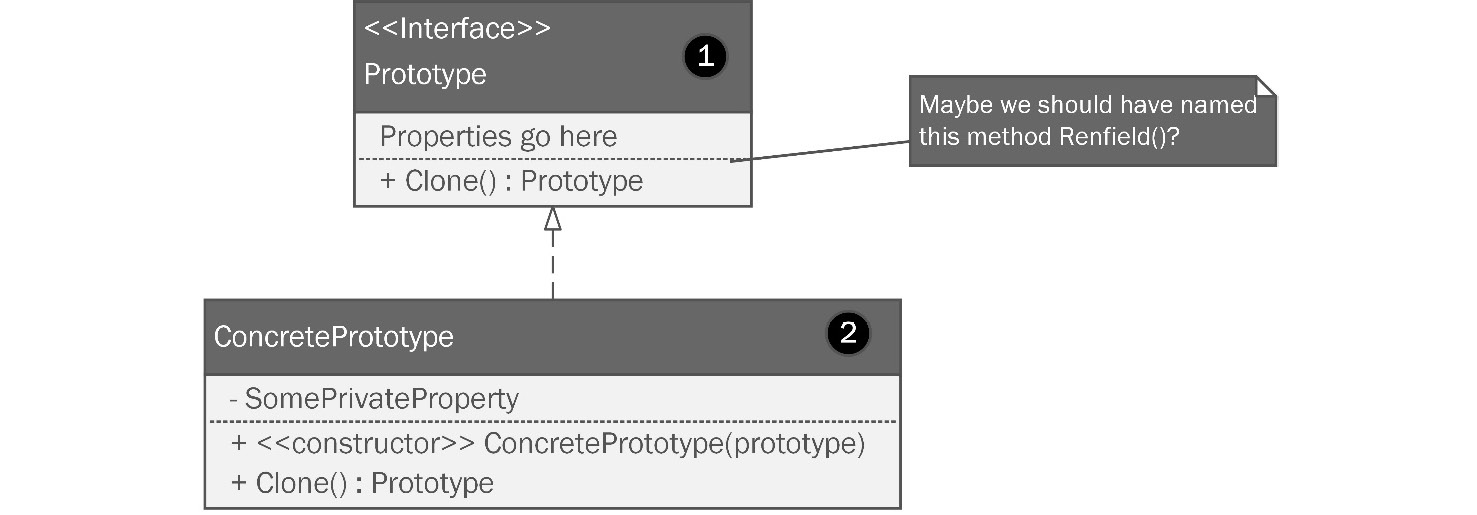 <<Interface>>
Prototype
1
Properties go here
+ Clone() : Prototype
Maybe we should have named
this method Renfield()?
ConcretePrototype
2
- SomePrivateProperty
+ <<constructor>> ConcretePrototype(prototype)
+ Clone() : Prototype